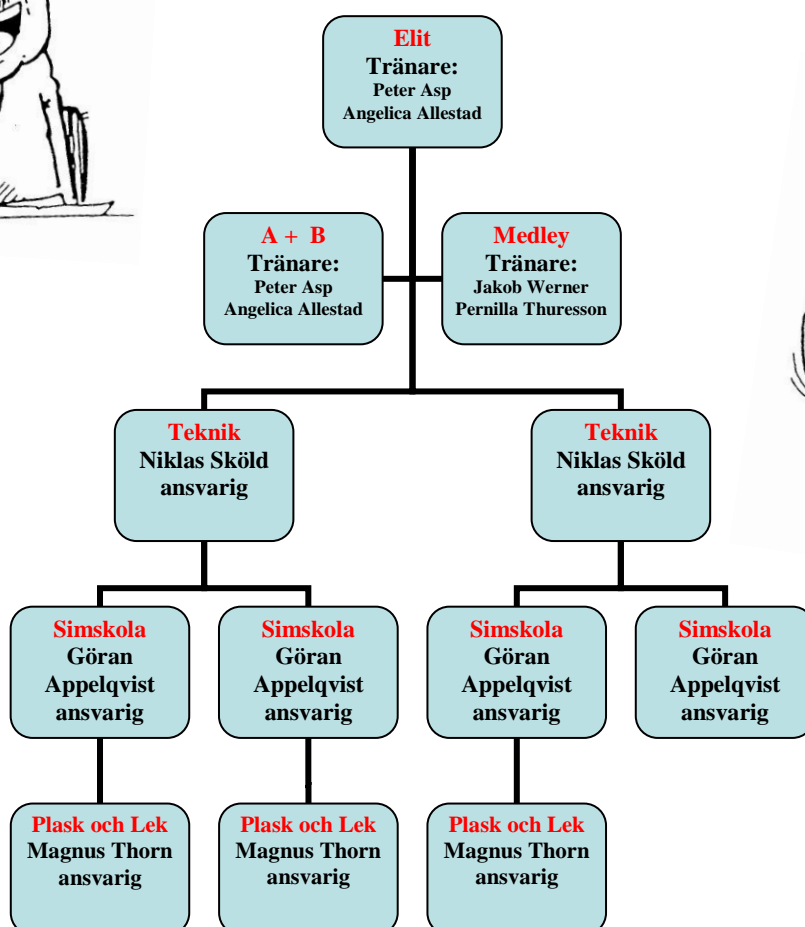 Elit
Tränare:
Peter Asp
Angelica Allestad
A + B
Tränare:
Peter Asp
Angelica Allestad
Medley
Tränare:
Jakob Werner
Pernilla Thuresson
Teknik
Niklas Sköld
ansvarig
Teknik
Niklas Sköld
ansvarig
Simskola
Göran
Appelqvist
ansvarig
Simskola
Göran
Appelqvist
ansvarig
Simskola
Göran
Appelqvist
ansvarig
Simskola
Göran
Appelqvist
ansvarig
Plask och Lek
Magnus Thorn
ansvarig
Plask och Lek
Magnus Thorn
ansvarig
Plask och Lek
Magnus Thorn
ansvarig